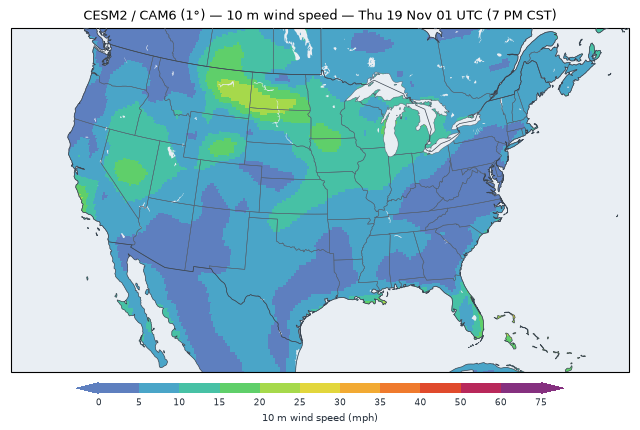 CESM2 / CAM6 (1°) — 10 m wind speed — Thu 19 Nov 01 UTC (7 PM CST)
0 5 10 15 20 25 30 35 40 50 60 75
10 m wind speed (mph)